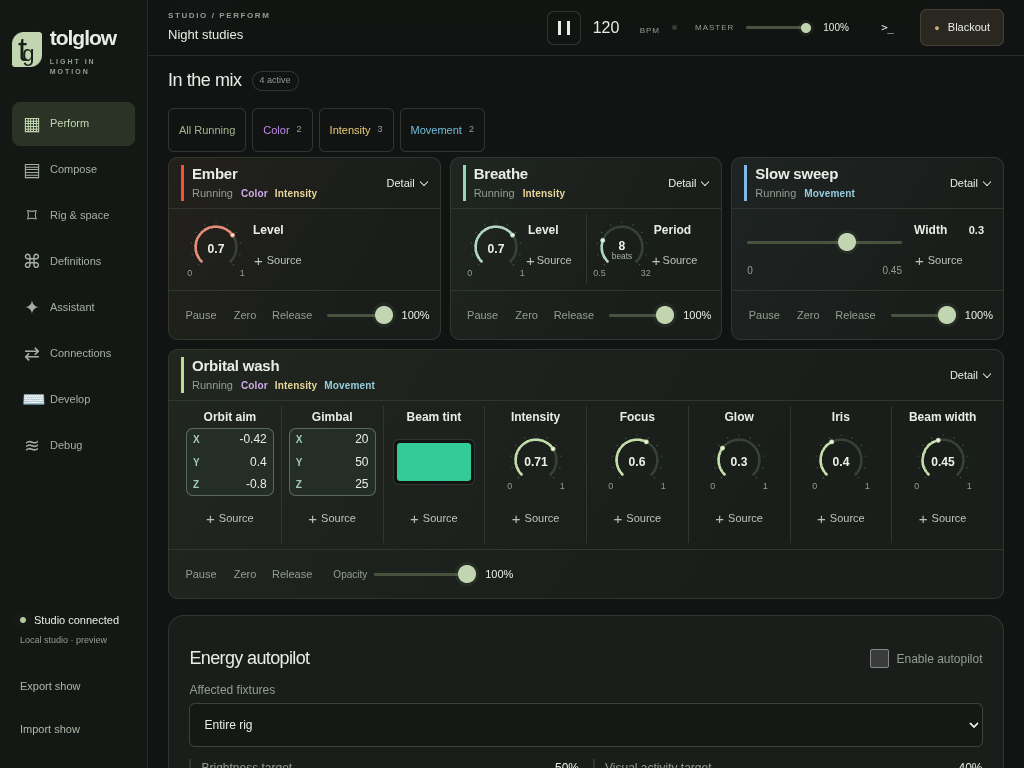 tg
tolglow
LIGHT IN
MOTION
Perform
Compose
Rig & space
Definitions
Assistant
Connections
Develop
Debug
Studio connected
Local studio · preview
Export show
Import show
STUDIO / PERFORM
Night studies
120 BPM
MASTER 100%
>_
Blackout
In the mix 4 active
All Running
Color 2
Intensity 3
Movement 2
Ember
Running Color Intensity
Detail
0.7
0 1
Level
+ Source
Pause Zero Release 100%
Breathe
Running Intensity
Detail
0.7
0 1
Level
+ Source
8
beats
0.5 32
Period
+ Source
Pause Zero Release 100%
Slow sweep
Running Movement
Detail
0 0.45
Width 0.3
+ Source
Pause Zero Release 100%
Orbital wash
Running Color Intensity Movement
Detail
Orbit aim
X -0.42
Y 0.4
Z -0.8
+ Source
Gimbal
X 20
Y 50
Z 25
+ Source
Beam tint
+ Source
Intensity
0.71
0 1
+ Source
Focus
0.6
0 1
+ Source
Glow
0.3
0 1
+ Source
Iris
0.4
0 1
+ Source
Beam width
0.45
0 1
+ Source
Pause Zero Release Opacity 100%
Energy autopilot
Enable autopilot
Affected fixtures
Entire rig
Brightness target 50%
Visual activity target 40%